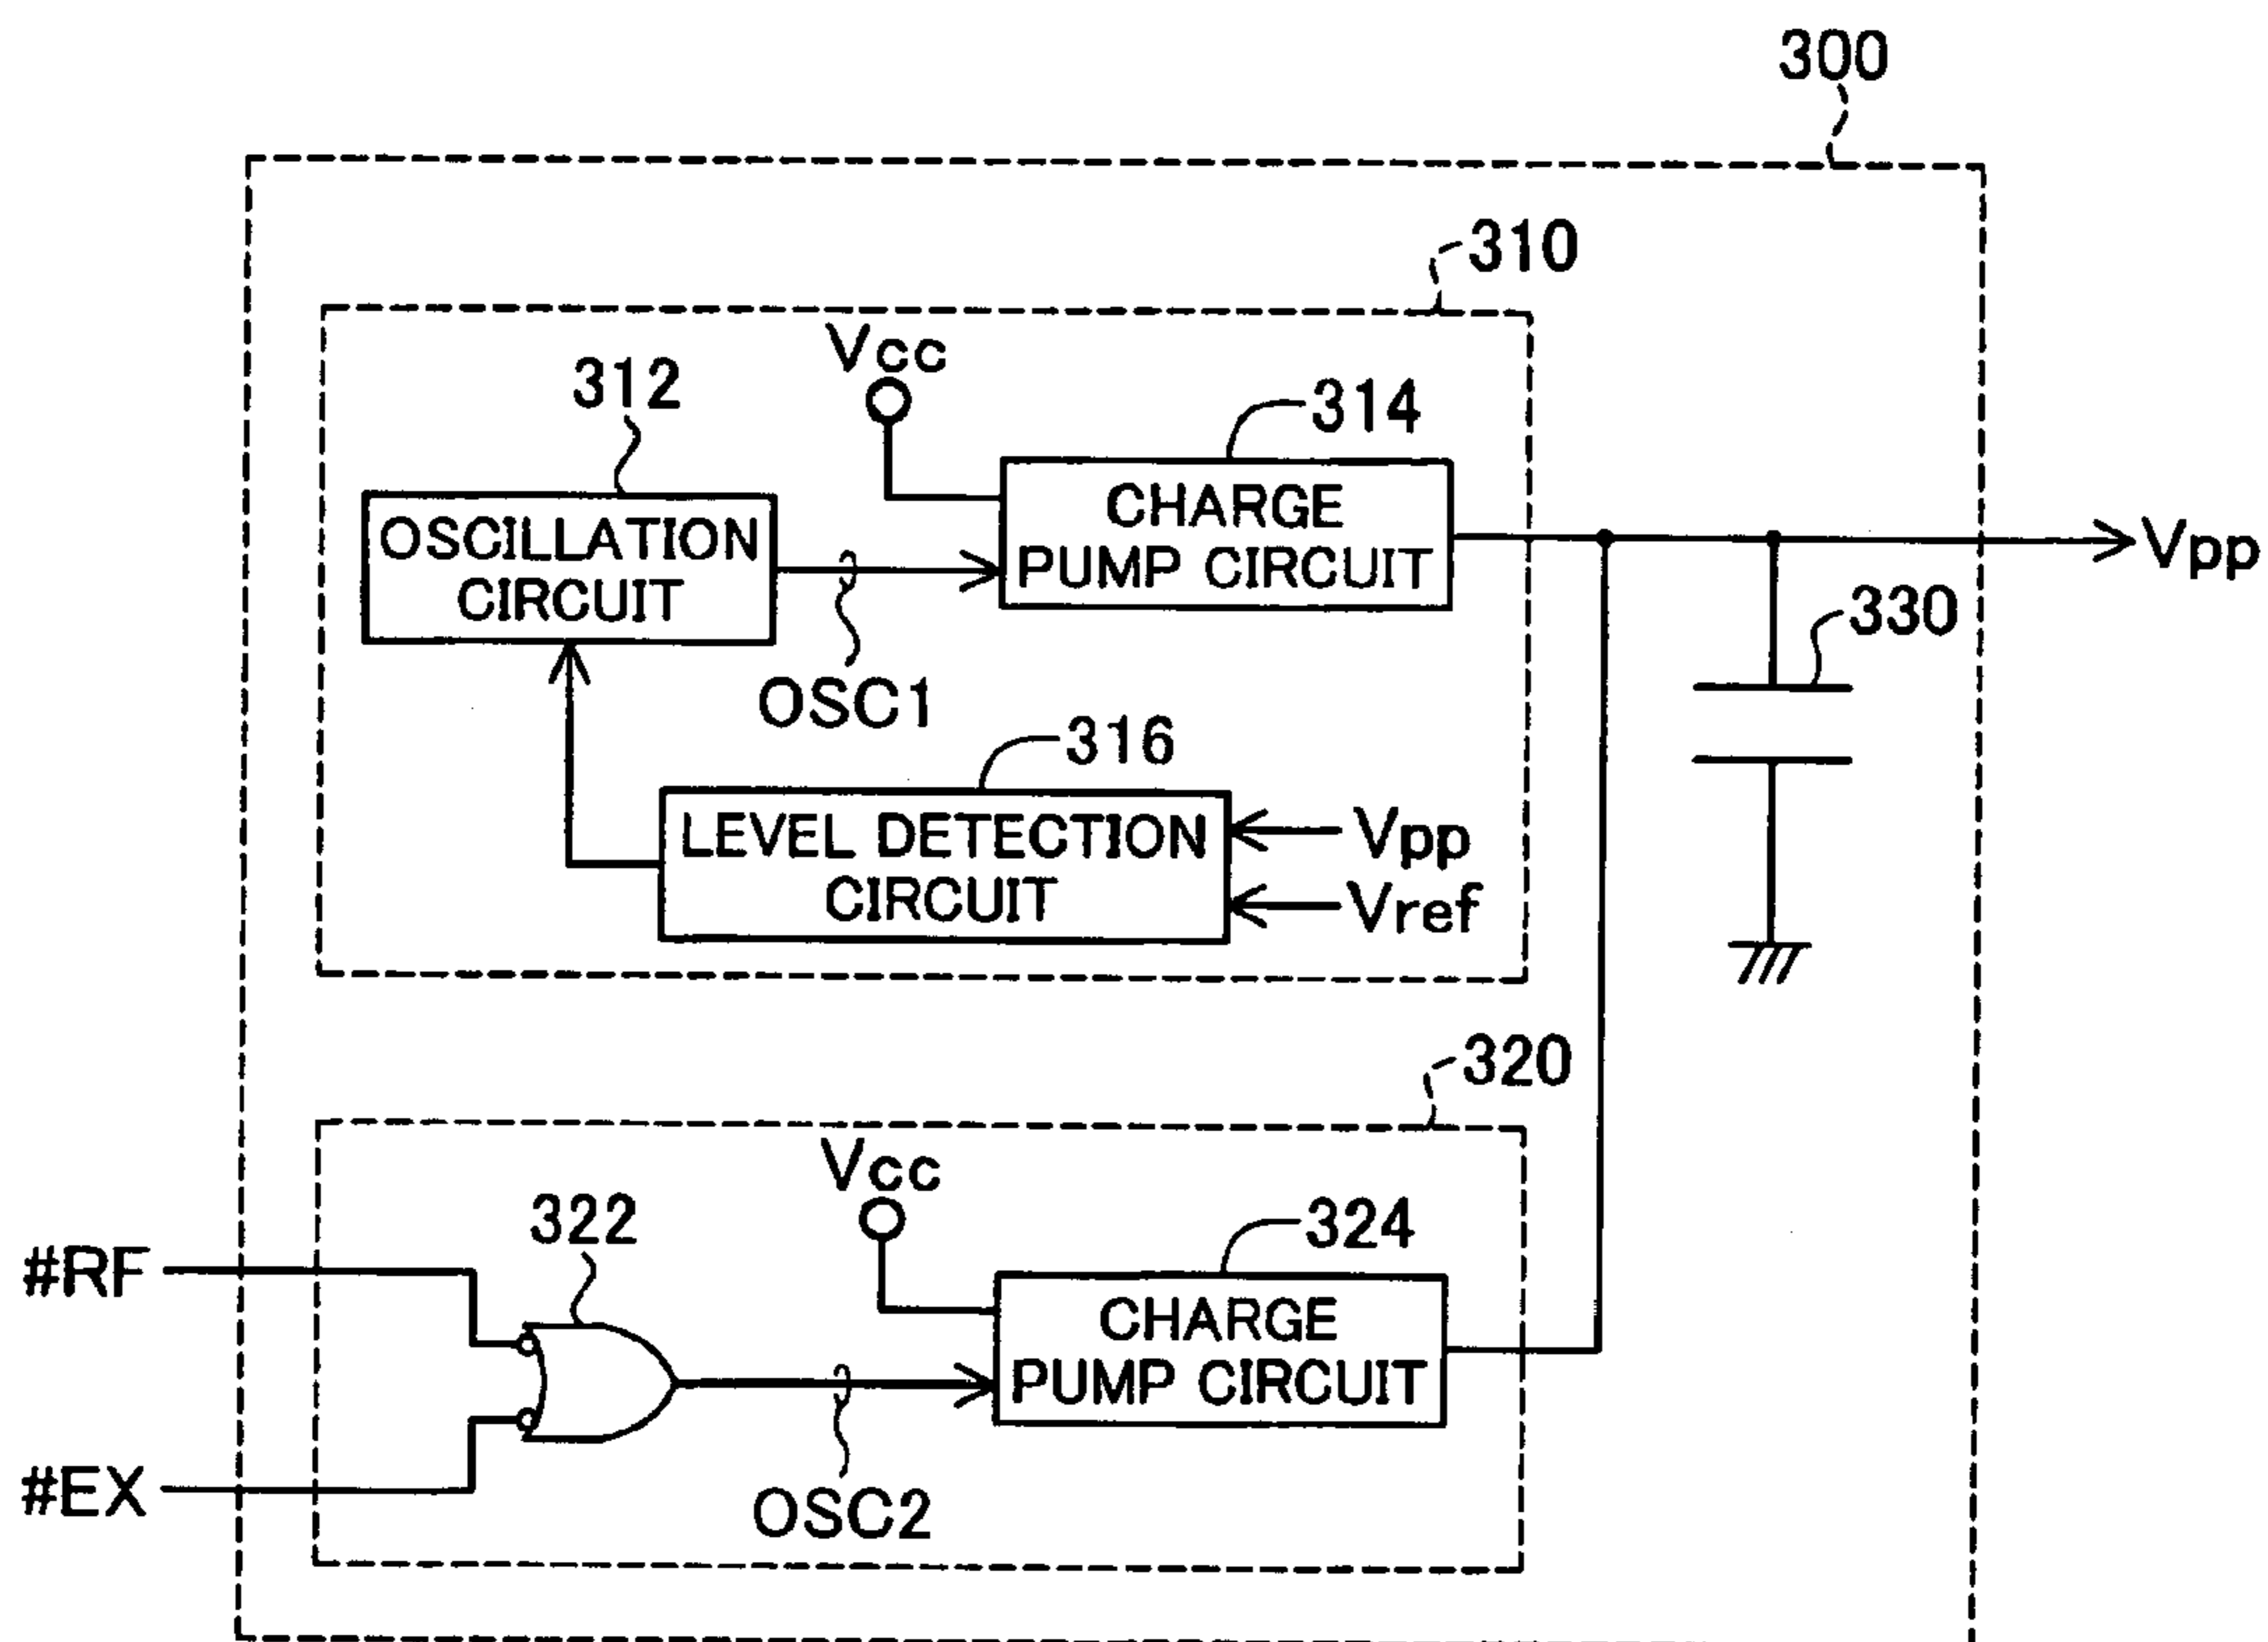 300
310
Vcc
312
314
OSCILLATION
CIRCUIT
CHARGE
PUMP CIRCUIT
Vpp
330
OSC1
316
LEVEL DETECTION
CIRCUIT
Vpp
Vref
320
Vcc
322
324
#RF
CHARGE
PUMP CIRCUIT
#EX
OSC2